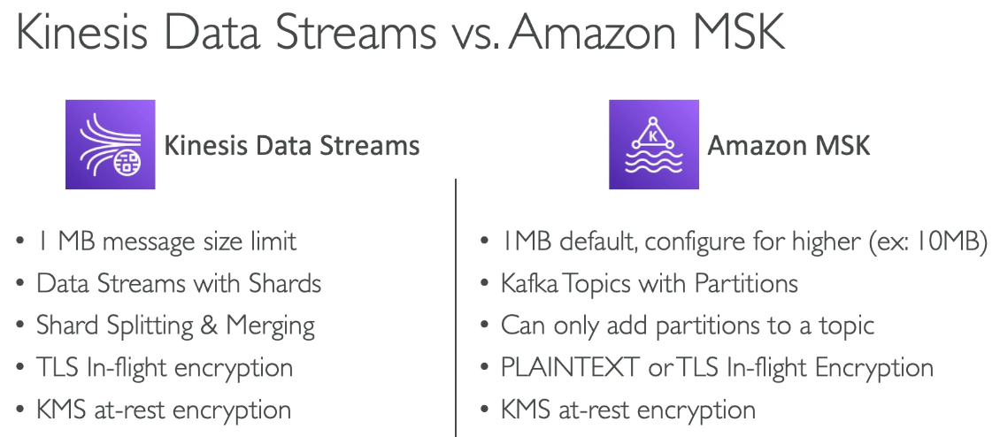 Kinesis Data Streams vs. Amazon MSK
Kinesis Data Streams
• 1 MB message size limit
• Data Streams with Shards
• Shard Splitting & Merging
• TLS In-flight encryption
• KMS at-rest encryption
K
Amazon MSK
• 1MB default, configure for higher (ex: 10MB)
• Kafka Topics with Partitions
• Can only add partitions to a topic
• PLAINTEXT or TLS In-flight Encryption
• KMS at-rest encryption